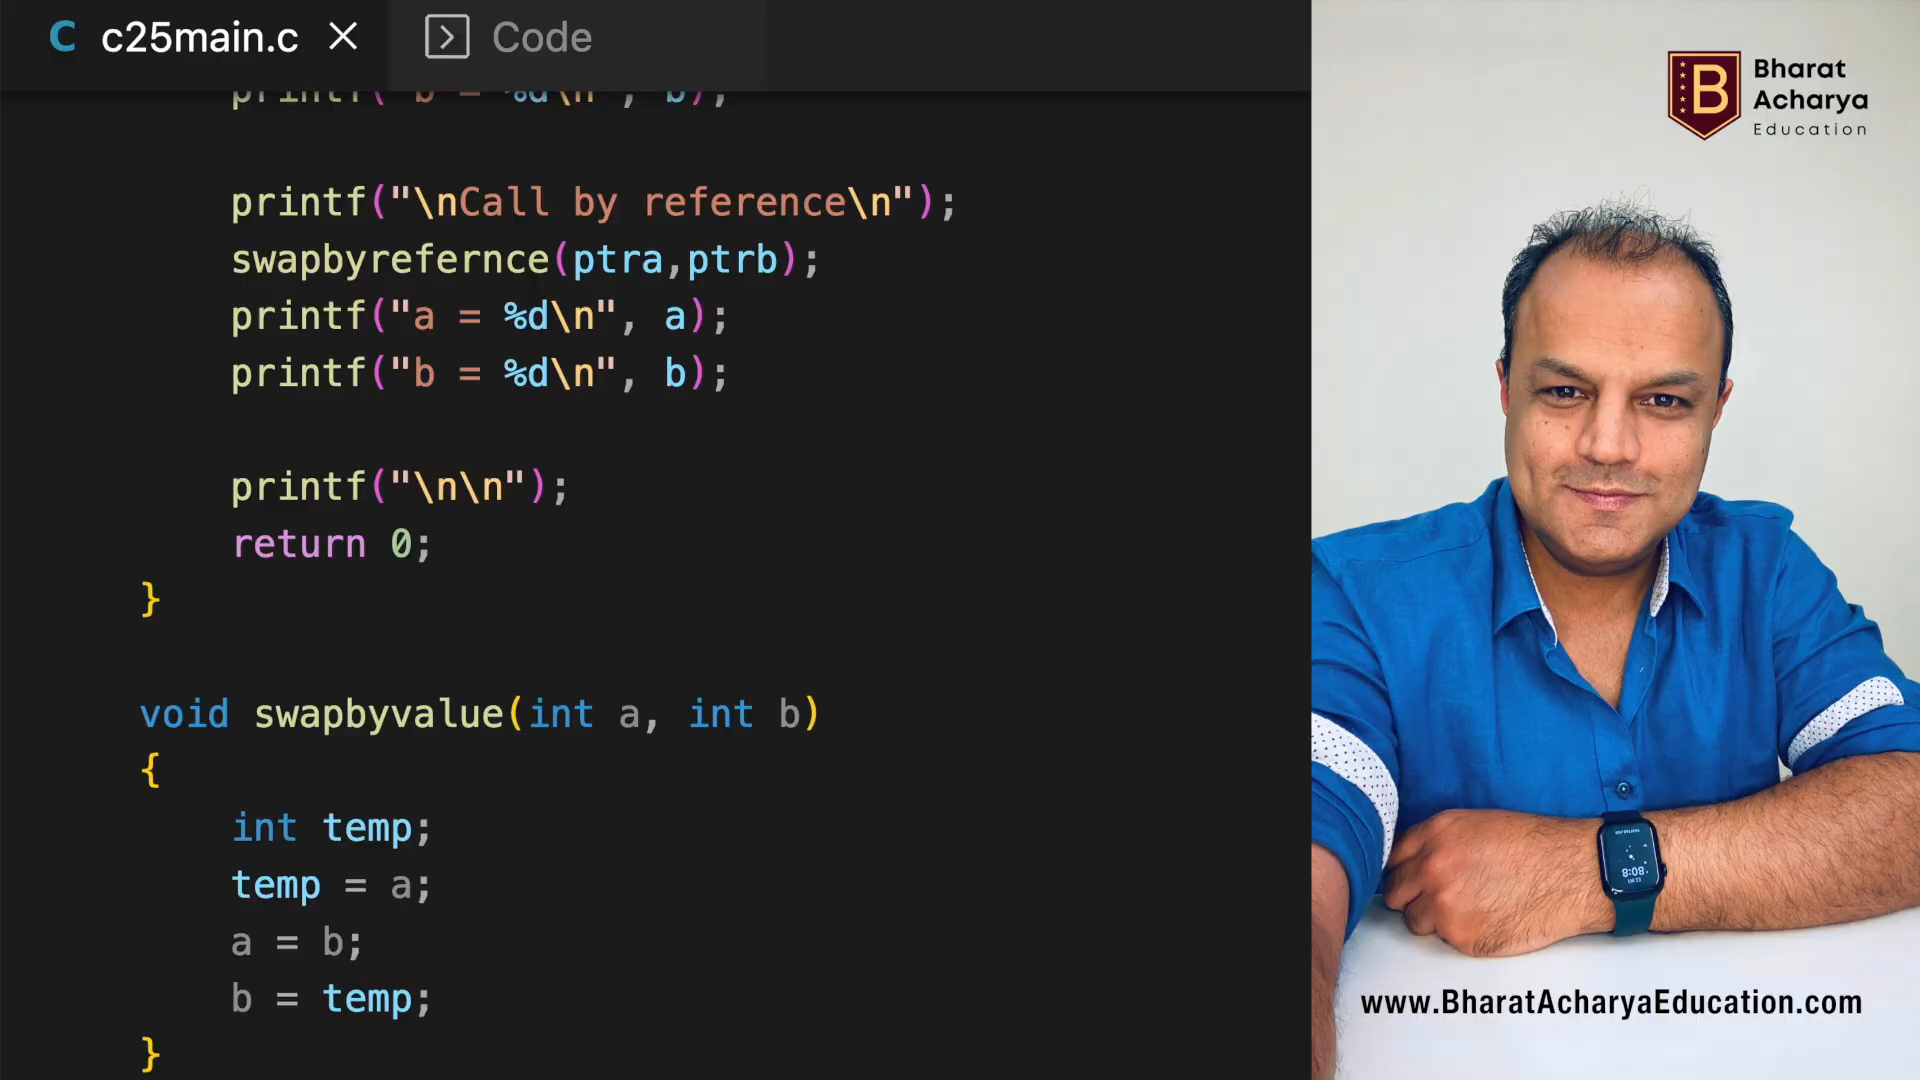 C c25main.c
Code
printf("b = %d\n", b);
printf("\nCall by reference\n");
swapbyrefernce(ptra,ptrb);
printf("a = %d\n", a);
printf("b = %d\n", b);
printf("\n\n");
return 0;
}
void swapbyvalue(int a, int b)
{
int temp;
temp = a;
a = b;
b = temp;
}
B
Bharat
Acharya
Education
www.BharatAcharyaEducation.com